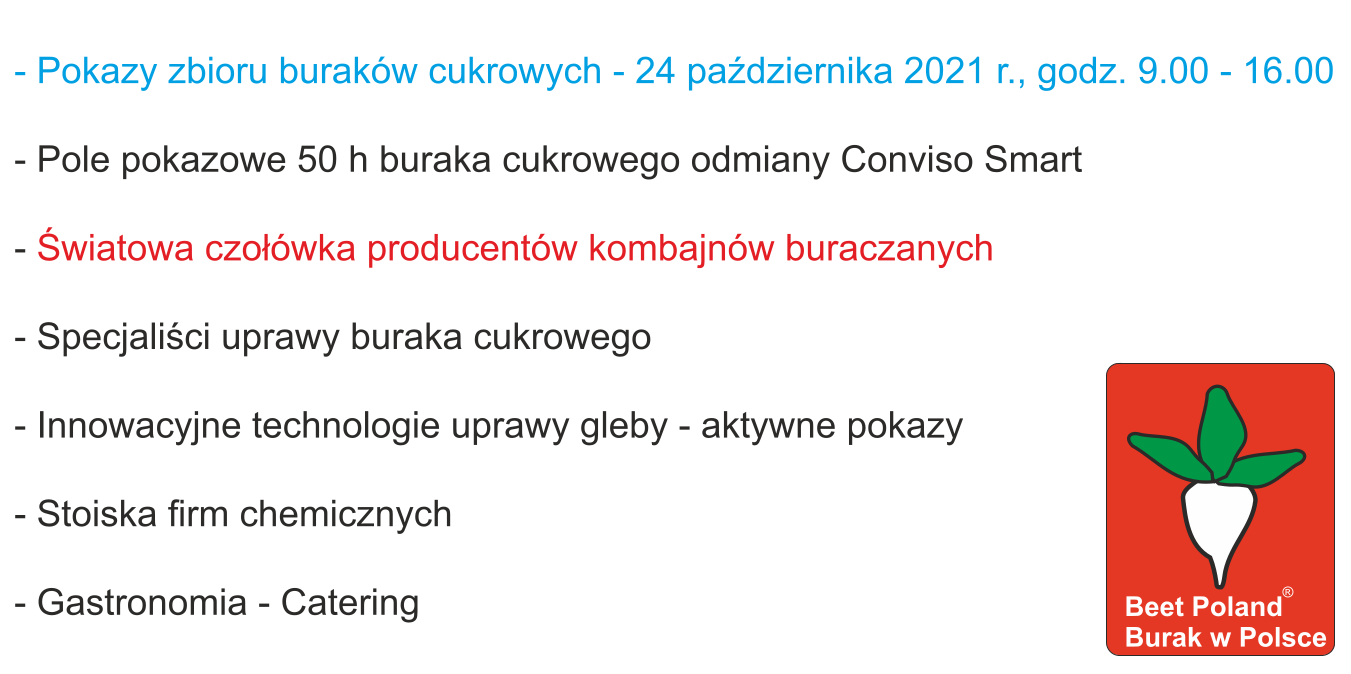 - Pokazy zbioru buraków cukrowych - 24 października 2021 r., godz. 9.00 - 16.00
- Pole pokazowe 50 h buraka cukrowego odmiany Conviso Smart
- Światowa czołówka producentów kombajnów buraczanych
- Specjaliści uprawy buraka cukrowego
- Innowacyjne technologie uprawy gleby - aktywne pokazy
- Stoiska firm chemicznych
- Gastronomia - Catering
Beet Poland®
Burak w Polsce